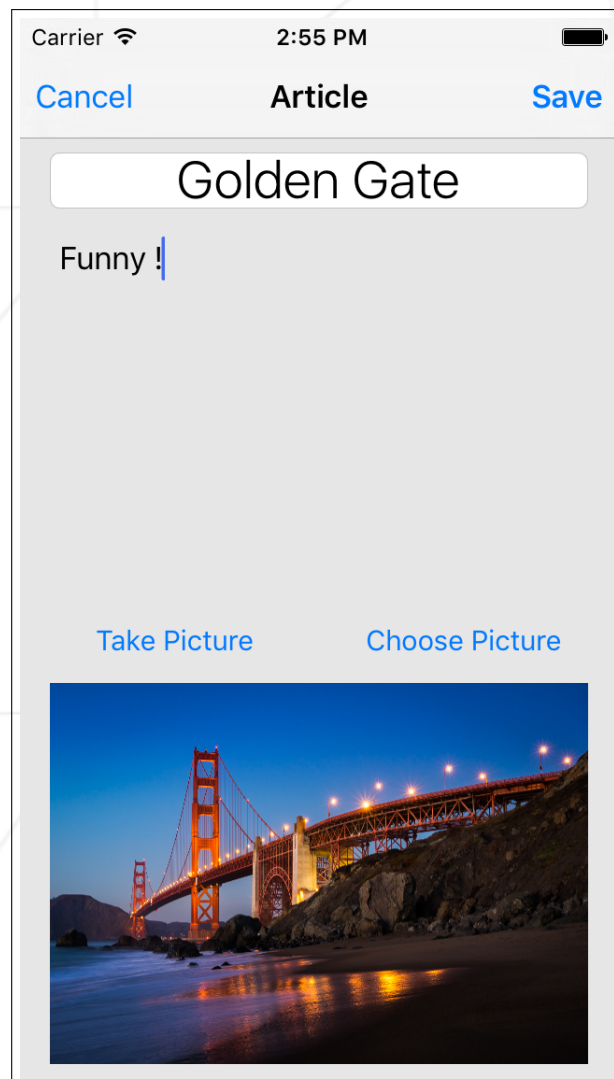 Carrier 2:55 PM
Cancel Article Save
Golden Gate
Funny !
Take Picture Choose Picture